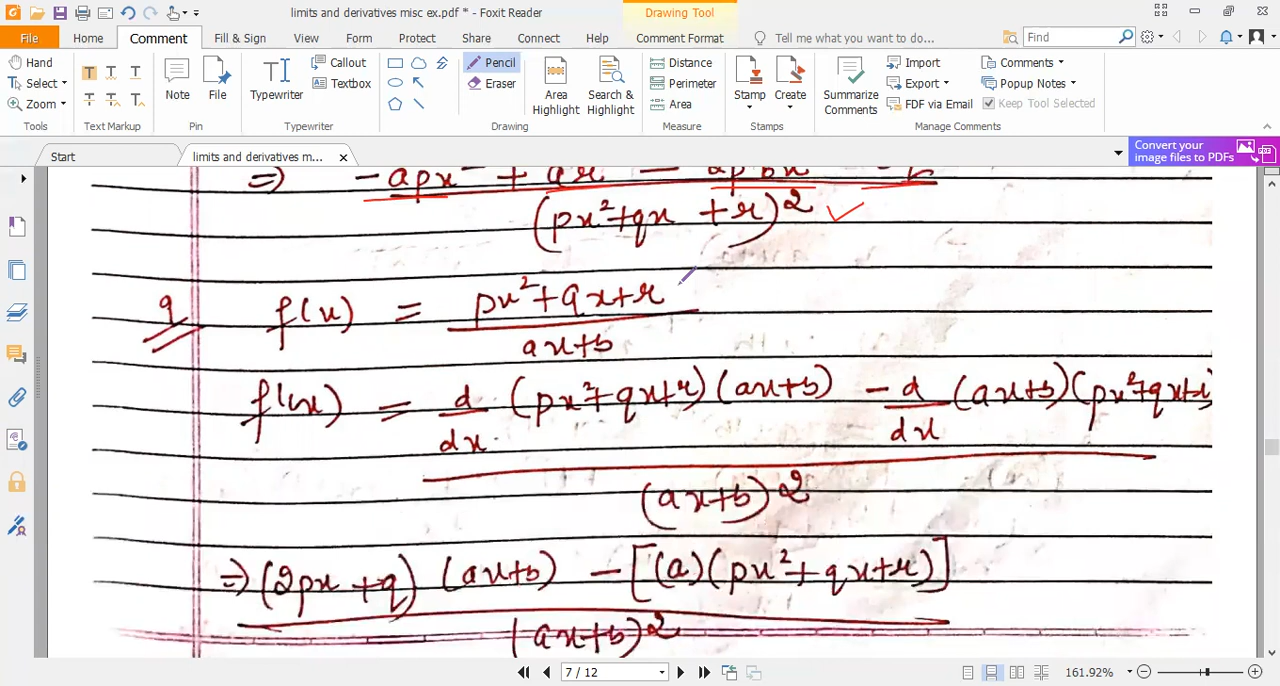 limits and derivatives misc ex.pdf * - Foxit Reader
Drawing Tool
File Home Comment Fill & Sign View Form Protect Share Connect Help Comment Format Tell me what you want to do... Find
Hand
Select
Zoom
Tools
Text Markup
Note
File
Pin
Typewriter
Callout
Textbox
Typewriter
Pencil
Eraser
Drawing
Area Highlight
Search & Highlight
Distance
Perimeter
Area
Measure
Stamp
Create
Stamps
Summarize Comments
Import
Export
FDF via Email
Comments
Popup Notes
Keep Tool Selected
Manage Comments
Start
limits and derivatives m...
Convert your image files to PDFs
(px²+qx+r)²
9
f(x) = px²+qx+r
ax+b
f'(x) = d (px²+qx+r)(ax+b) - d (ax+b)(px²+qx+r)
dx dx
(ax+b)²
⇒ (2px+q) (ax+b) - [(a)(px²+qx+r)]
(ax+b)²
7 / 12
161.92%